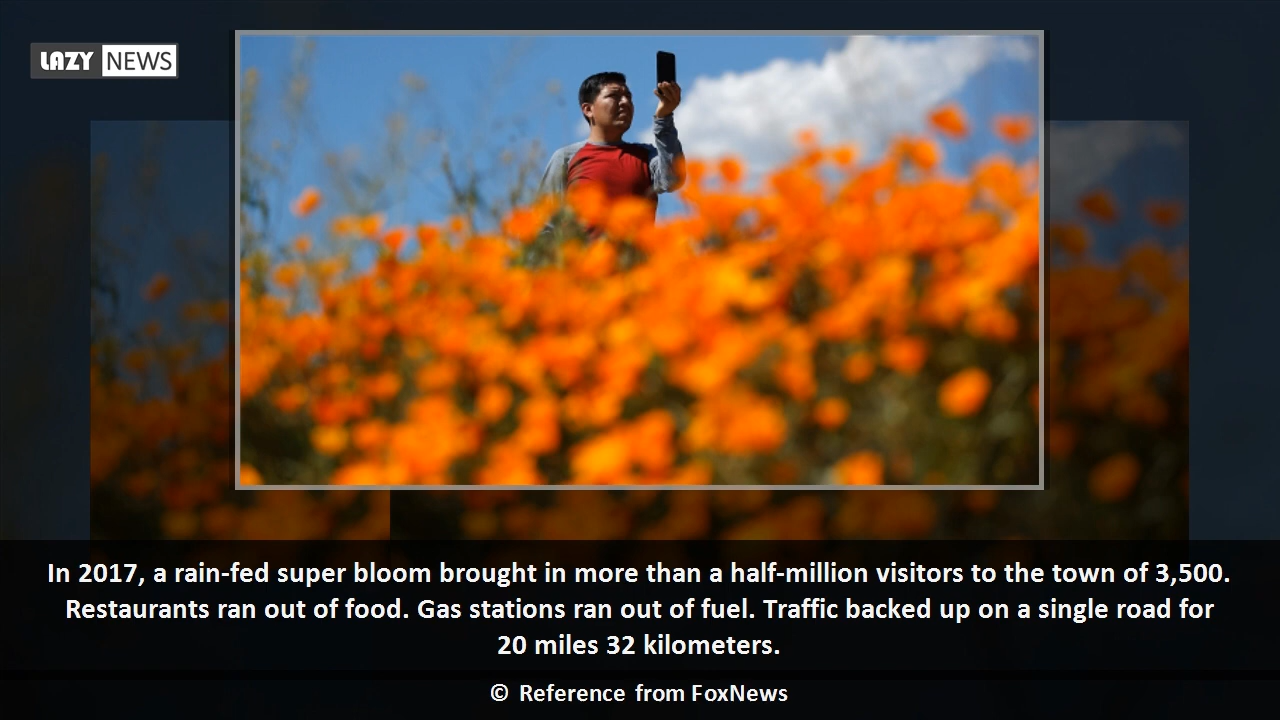 LAZY NEWS
In 2017, a rain-fed super bloom brought in more than a half-million visitors to the town of 3,500.
Restaurants ran out of food. Gas stations ran out of fuel. Traffic backed up on a single road for
20 miles 32 kilometers.
© Reference from FoxNews